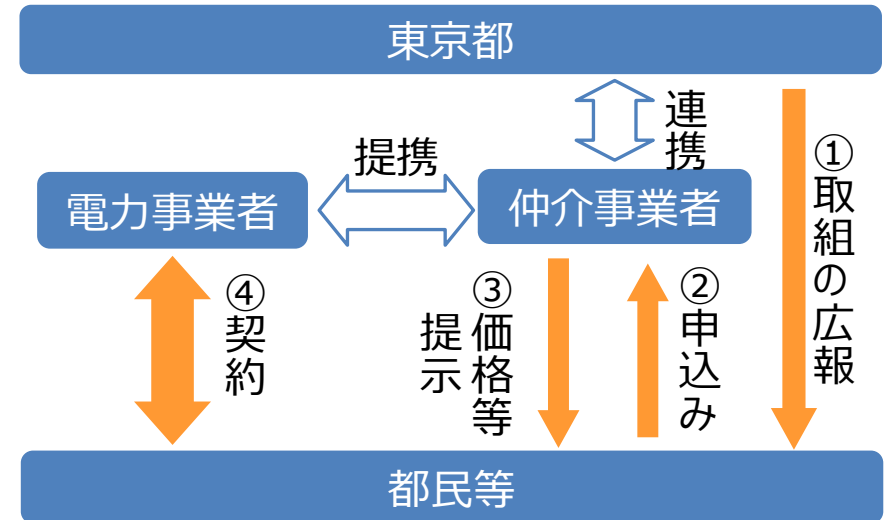 東京都
連携
①取組の広報
提携
電力事業者
仲介事業者
④契約
③価格等
提示
②申込み
都民等